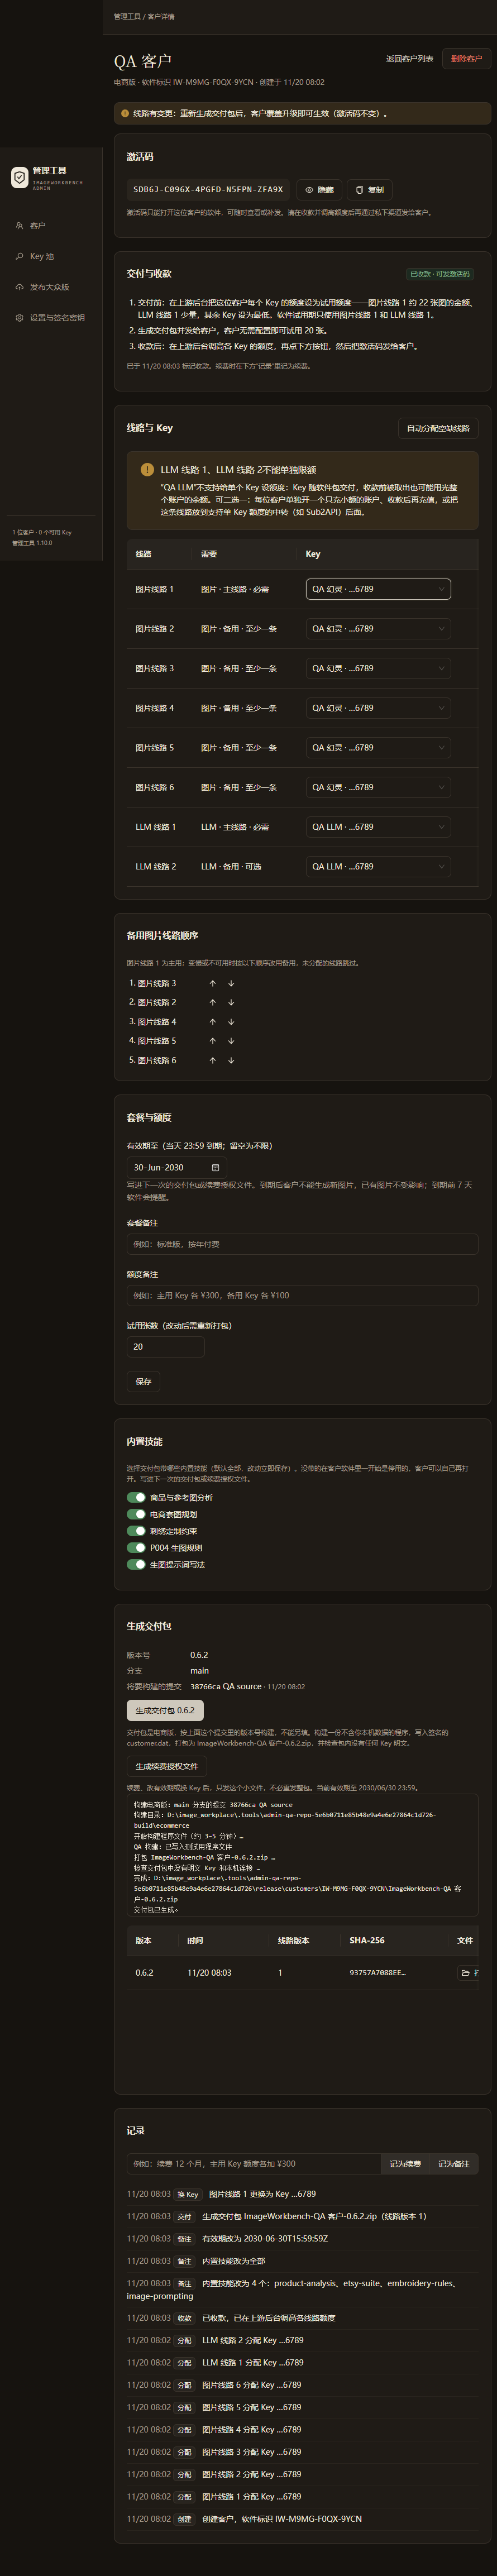 管理工具 / 客户详情
QA 客户
返回客户列表
删除客户
电商版 · 软件标识 IW-M9MG-F0QX-9YCN · 创建于 11/20 08:02
线路有变更：重新生成交付包后，客户覆盖升级即可生效（激活码不变）。
管理工具
IMAGEWORKBENCH
ADMIN
客户
Key 池
发布大众版
设置与签名密钥
1 位客户 · 0 个可用 Key
管理工具 1.10.0
激活码
SDB6J-C096X-4PGFD-N5FPN-ZFA9X
隐藏
复制
激活码只能打开这位客户的软件，可随时查看或补发。请在收款并调高额度后再通过私下渠道发给客户。
交付与收款
已收款 · 可发激活码
1. 交付前：在上游后台把这位客户每个 Key 的额度设为试用额度——图片线路 1 约 22 张图的金额、
LLM 线路 1 少量，其余 Key 设为最低。软件试用期只使用图片线路 1 和 LLM 线路 1。
2. 生成交付包并发给客户，客户无需配置即可试用 20 张。
3. 收款后：在上游后台调高各 Key 的额度，再点下方按钮，然后把激活码发给客户。
已于 11/20 08:03 标记收款。续费时在下方“记录”里记为续费。
线路与 Key
自动分配空缺线路
LLM 线路 1、LLM 线路 2不能单独限额
“QA LLM”不支持给单个 Key 设额度：Key 随软件包交付，收款前被取出也可能用光整
个账户的余额。可二选一：每位客户单独开一个只充小额的账户、收款后再充值，或把
这条线路放到支持单 Key 额度的中转（如 Sub2API）后面。
线路 需要 Key
图片线路 1 图片 · 主线路 · 必需 QA 幻灵 · …6789
图片线路 2 图片 · 备用 · 至少一条 QA 幻灵 · …6789
图片线路 3 图片 · 备用 · 至少一条 QA 幻灵 · …6789
图片线路 4 图片 · 备用 · 至少一条 QA 幻灵 · …6789
图片线路 5 图片 · 备用 · 至少一条 QA 幻灵 · …6789
图片线路 6 图片 · 备用 · 至少一条 QA 幻灵 · …6789
LLM 线路 1 LLM · 主线路 · 必需 QA LLM · …6789
LLM 线路 2 LLM · 备用 · 可选 QA LLM · …6789
备用图片线路顺序
图片线路 1 为主用；变慢或不可用时按以下顺序改用备用，未分配的线路跳过。
1. 图片线路 3
2. 图片线路 2
3. 图片线路 4
4. 图片线路 5
5. 图片线路 6
套餐与额度
有效期至（当天 23:59 到期；留空为不限）
30-Jun-2030
写进下一次的交付包或续费授权文件。到期后客户不能生成新图片，已有图片不受影响；到期前 7 天
软件会提醒。
套餐备注
例如：标准版，按年付费
额度备注
例如：主用 Key 各 ¥300，备用 Key 各 ¥100
试用张数（改动后需重新打包）
20
保存
内置技能
选择交付包带哪些内置技能（默认全部，改动立即保存）。没带的在客户软件里一开始是停用的，客户可以自己再打
开。写进下一次的交付包或续费授权文件。
商品与参考图分析
电商套图规划
刺绣定制约束
P004 生图规则
生图提示词写法
生成交付包
版本号 0.6.2
分支 main
将要构建的提交 38766ca QA source · 11/20 08:02
生成交付包 0.6.2
交付包是电商版，按上面这个提交里的版本号构建，不能另填。构建一份不含你本机数据的程序，写入签名的
customer.dat，打包为 ImageWorkbench-QA 客户-0.6.2.zip，并检查包内没有任何 Key 明文。
生成续费授权文件
续费、改有效期或换 Key 后，只发这个小文件，不必重发整包。当前有效期至 2030/06/30 23:59。
构建电商版：main 分支的提交 38766ca QA source
构建目录：D:\image_workplace\.tools\admin-qa-repo-5e6b0711e85b48e9a4e6e27864c1d726-
build\ecommerce
开始构建程序文件（约 3–5 分钟）…
QA 构建：已写入测试用程序文件
打包 ImageWorkbench-QA 客户-0.6.2.zip …
检查交付包中没有明文 Key 和本机连接 …
完成：D:\image_workplace\.tools\admin-qa-repo-
5e6b0711e85b48e9a4e6e27864c1d726\release\customers\IW-M9MG-F0QX-9YCN\ImageWorkbench-QA 客
户-0.6.2.zip
交付包已生成。
版本 时间 线路版本 SHA-256 文件
0.6.2 11/20 08:03 1 93757A7088EE…
记录
例如：续费 12 个月，主用 Key 额度各加 ¥300
记为续费
记为备注
11/20 08:03 换 Key 图片线路 1 更换为 Key …6789
11/20 08:03 交付 生成交付包 ImageWorkbench-QA 客户-0.6.2.zip（线路版本 1）
11/20 08:03 备注 有效期改为 2030-06-30T15:59:59Z
11/20 08:03 备注 内置技能改为全部
11/20 08:03 备注 内置技能改为 4 个：product-analysis、etsy-suite、embroidery-rules、
image-prompting
11/20 08:03 收款 已收款，已在上游后台调高各线路额度
11/20 08:02 分配 LLM 线路 2 分配 Key …6789
11/20 08:02 分配 LLM 线路 1 分配 Key …6789
11/20 08:02 分配 图片线路 6 分配 Key …6789
11/20 08:02 分配 图片线路 5 分配 Key …6789
11/20 08:02 分配 图片线路 4 分配 Key …6789
11/20 08:02 分配 图片线路 3 分配 Key …6789
11/20 08:02 分配 图片线路 2 分配 Key …6789
11/20 08:02 分配 图片线路 1 分配 Key …6789
11/20 08:02 创建 创建客户，软件标识 IW-M9MG-F0QX-9YCN